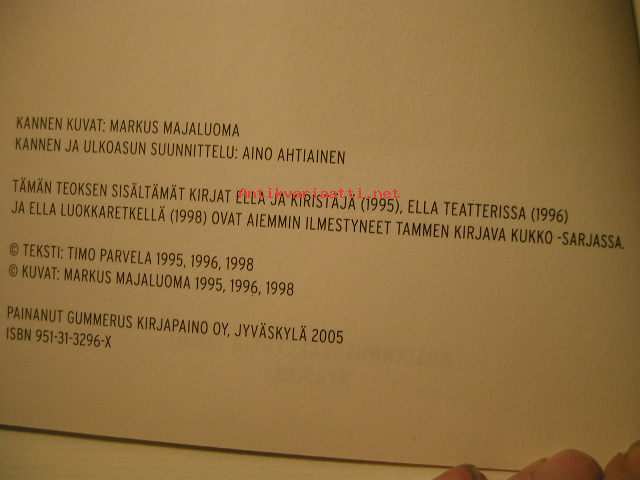 KANNEN KUVAT: MARKUS MAJALUOMA
KANNEN JA ULKOASUN SUUNNITTELU: AINO AHTIAINEN
Antikvariaatti.net
TÄMÄN TEOKSEN SISÄLTÄMÄT KIRJAT ELLA JA KIRISTÄJÄ (1995), ELLA TEATTERISSA (1996)
JA ELLA LUOKKARETKELLÄ (1998) OVAT AIEMMIN ILMESTYNEET TAMMEN KIRJAVA KUKKO -SARJASSA.
© TEKSTI: TIMO PARVELA 1995, 1996, 1998
© KUVAT: MARKUS MAJALUOMA 1995, 1996, 1998
PAINANUT GUMMERUS KIRJAPAINO OY, JYVÄSKYLÄ 2005
ISBN 951-31-3296-X